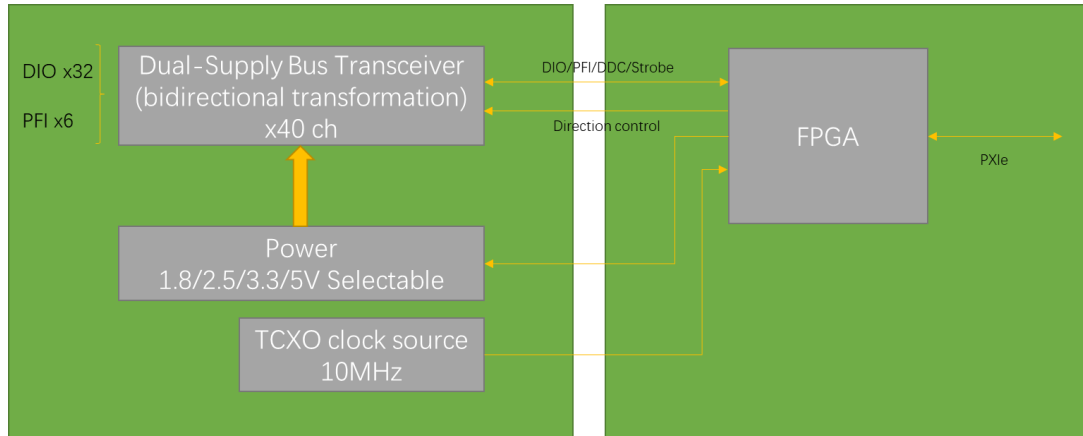 DIO x32
PFI x6
Dual-Supply Bus Transceiver
(bidirectional transformation)
x40 ch
DIO/PFI/DDC/Strobe
Direction control
FPGA
PXIe
Power
1.8/2.5/3.3/5V Selectable
TCXO clock source
10MHz